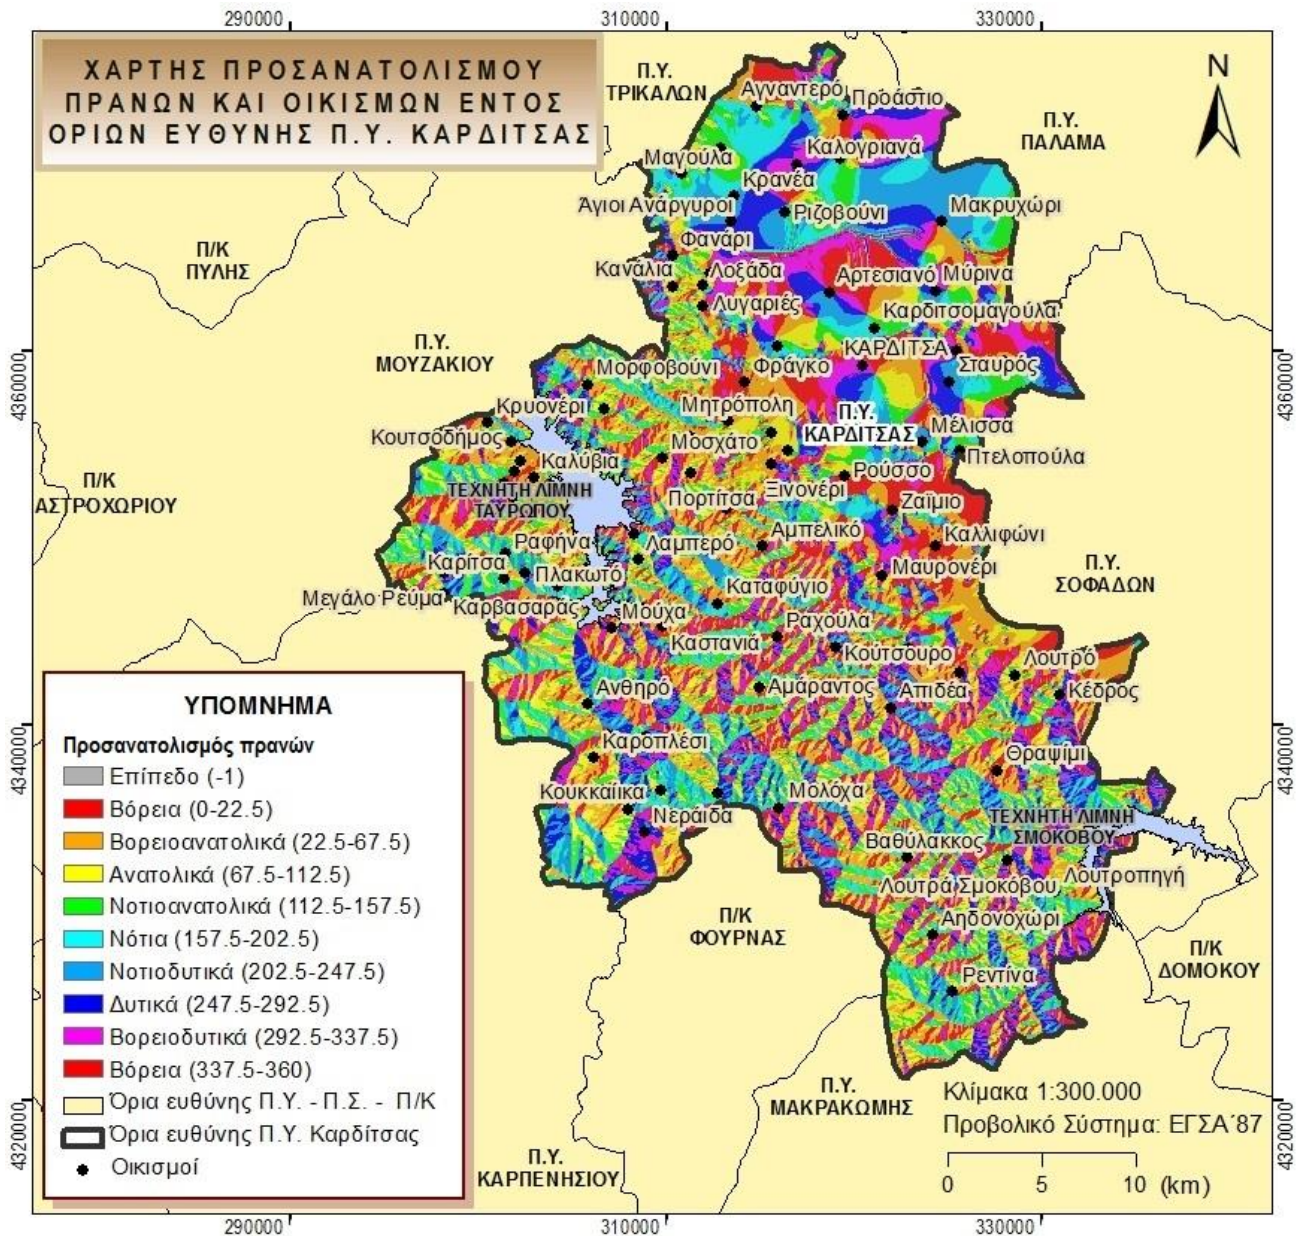 290000
310000
330000
ΧΑΡΤΗΣ ΠΡΟΣΑΝΑΤΟΛΙΣΜΟΥ
ΠΡΑΝΩΝ ΚΑΙ ΟΙΚΙΣΜΩΝ ΕΝΤΟΣ
ΟΡΙΩΝ ΕΥΘΥΝΗΣ Π.Υ. ΚΑΡΔΙΤΣΑΣ
Π.Υ.
ΤΡΙΚΑΛΩΝ
Π.Υ.
ΠΑΛΑΜΑ
N
Αγναντερό
Προάστιο
Μαγούλα
Καλογριανά
Κρανέα
Άγιοι Ανάργυροι
Ριζοβούνι
Μακρυχώρι
Φανάρι
Π/Κ
ΠΥΛΗΣ
Κανάλια
Λοξάδα
Αρτεσιανό
Μύρινα
Λυγαριές
Καρδιτσομαγούλα
Π.Υ.
ΜΟΥΖΑΚΙΟΥ
ΚΑΡΔΙΤΣΑ
Μορφοβούνι
Φράγκο
Σταυρός
4360000
4360000
Κρυονέρι
Μητρόπολη
Π.Υ.
ΚΑΡΔΙΤΣΑΣ
Κουτσοδήμος
Μοσχάτο
Μέλισσα
Καλύβια
Πτελοπούλα
Ρούσσο
Π/Κ
ΑΣΤΡΟΧΩΡΙΟΥ
ΤΕΧΝΗΤΗ ΛΙΜΝΗ
ΤΑΥΡΩΠΟΥ
Πορτίτσα
Ξινονέρι
Ζαΐμιο
Ραφήνα
Λαμπερό
Αμπελικό
Καλλιφώνι
Καρίτσα
Πλακωτό
Μαυρονέρι
Π.Υ.
ΣΟΦΑΔΩΝ
Μεγάλο Ρεύμα
Καρβασαράς
Μούχα
Καταφύγιο
Ραχούλα
Καστανιά
Κούτσουρο
Λουτρό
Ανθηρό
Αμάραντος
Απιδέα
Κέδρος
Καροπλέσι
Θραψίμι
4340000
4340000
Κουκκαίικα
Νεράιδα
Μολόχα
ΤΕΧΝΗΤΗ ΛΙΜΝΗ
ΣΜΟΚΟΒΟΥ
Βαθύλακκος
Λουτρά Σμοκόβου
Λουτροπηγή
Αηδονοχώρι
Π/Κ
ΦΟΥΡΝΑΣ
Π/Κ
ΔΟΜΟΚΟΥ
Ρεντίνα
Π.Υ.
ΜΑΚΡΑΚΩΜΗΣ
Π.Υ.
ΚΑΡΠΕΝΗΣΙΟΥ
ΥΠΟΜΝΗΜΑ
Προσανατολισμός πρανών
Επίπεδο (-1)
Βόρεια (0-22.5)
Βορειοανατολικά (22.5-67.5)
Ανατολικά (67.5-112.5)
Νοτιοανατολικά (112.5-157.5)
Νότια (157.5-202.5)
Νοτιοδυτικά (202.5-247.5)
Δυτικά (247.5-292.5)
Βορειοδυτικά (292.5-337.5)
Βόρεια (337.5-360)
Όρια ευθύνης Π.Υ. - Π.Σ. - Π/Κ
Όρια ευθύνης Π.Υ. Καρδίτσας
Οικισμοί
Κλίμακα 1:300.000
Προβολικό Σύστημα: ΕΓΣΑ΄87
0 5 10 (km)
4320000
4320000
290000
310000
330000